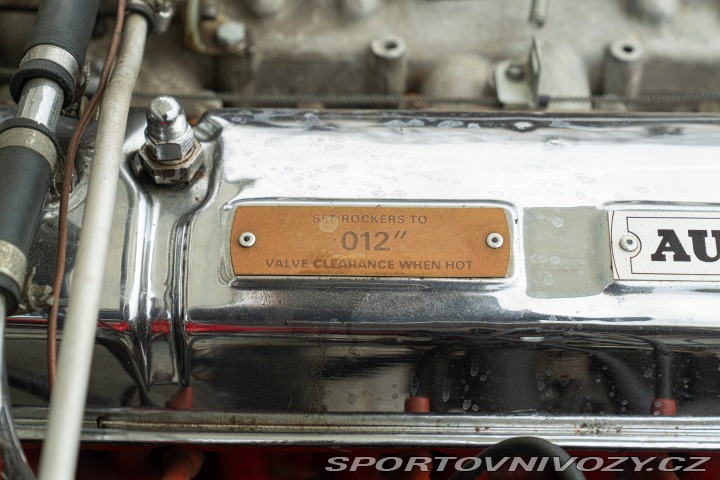 SET ROCKERS TO
.012"
VALVE CLEARANCE WHEN HOT
AU
SPORTOVNIVOZY.CZ